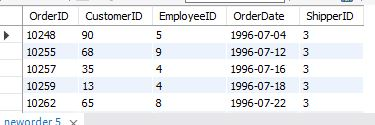 OrderID CustomerID EmployeeID OrderDate ShipperID
10248 90 5 1996-07-04 3
10255 68 9 1996-07-12 3
10257 35 4 1996-07-16 3
10259 13 4 1996-07-18 3
10262 65 8 1996-07-22 3
neworder 5 ×